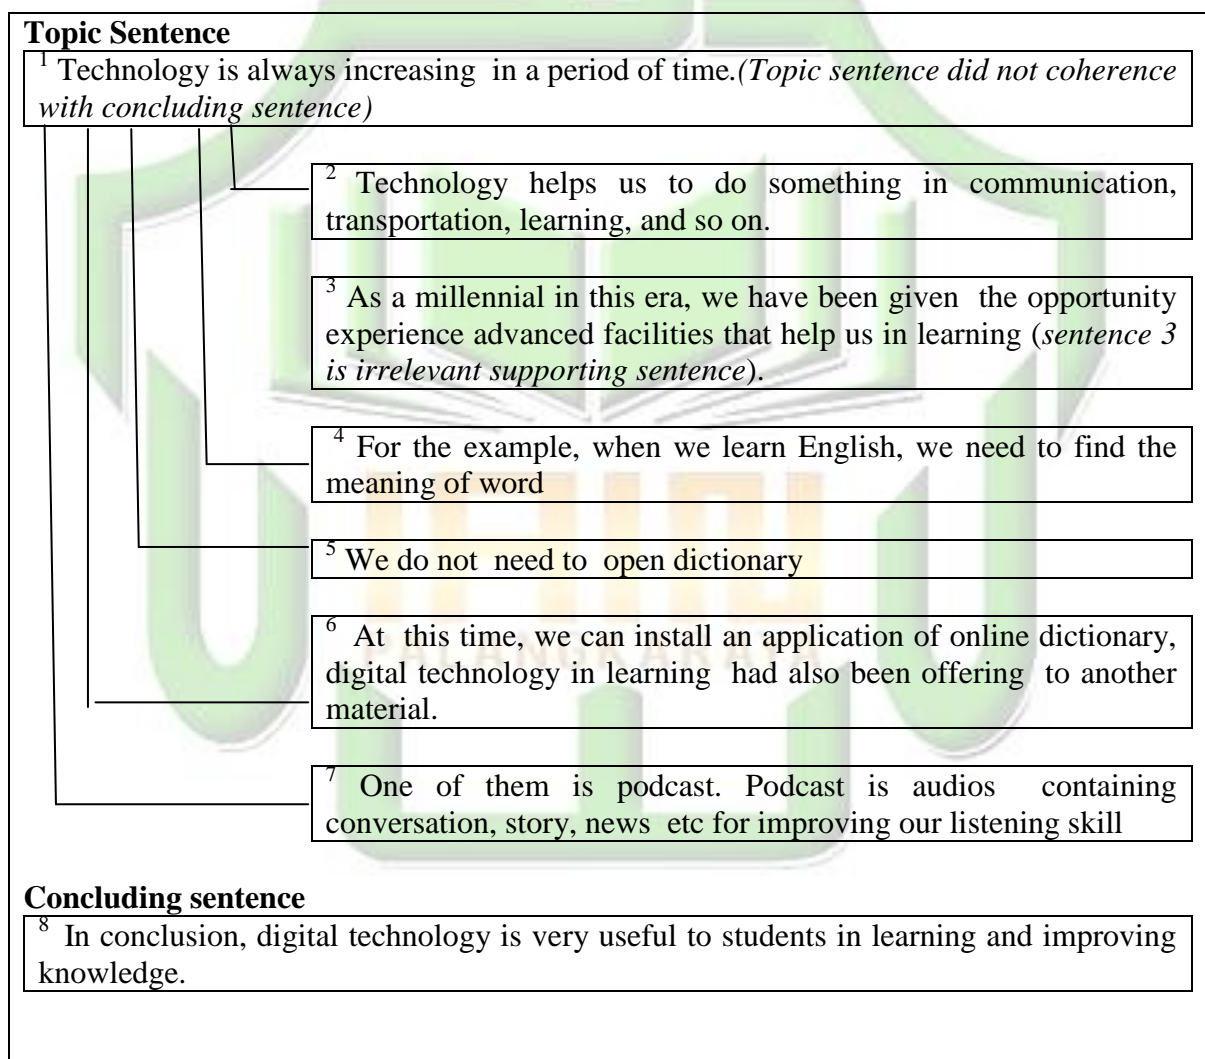 Topic Sentence
1 Technology is always increasing in a period of time.(Topic sentence did not coherence
with concluding sentence)
2 Technology helps us to do something in communication,
transportation, learning, and so on.
3 As a millennial in this era, we have been given the opportunity
experience advanced facilities that help us in learning (sentence 3
is irrelevant supporting sentence).
4 For the example, when we learn English, we need to find the
meaning of word
5 We do not need to open dictionary
6 At this time, we can install an application of online dictionary,
digital technology in learning had also been offering to another
material.
PALANGKARAYA
7 One of them is podcast. Podcast is audios containing
conversation, story, news etc for improving our listening skill
Concluding sentence
8 In conclusion, digital technology is very useful to students in learning and improving
knowledge.